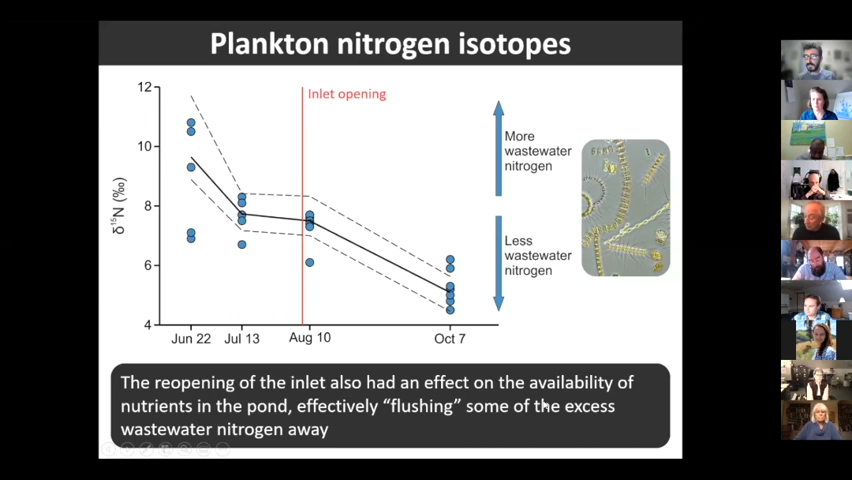 Plankton nitrogen isotopes
12
10
8
6
4
δ¹⁵N (‰)
Inlet opening
Jun 22 Jul 13 Aug 10 Oct 7
More
wastewater
nitrogen
Less
wastewater
nitrogen
The reopening of the inlet also had an effect on the availability of
nutrients in the pond, effectively “flushing” some of the excess
wastewater nitrogen away